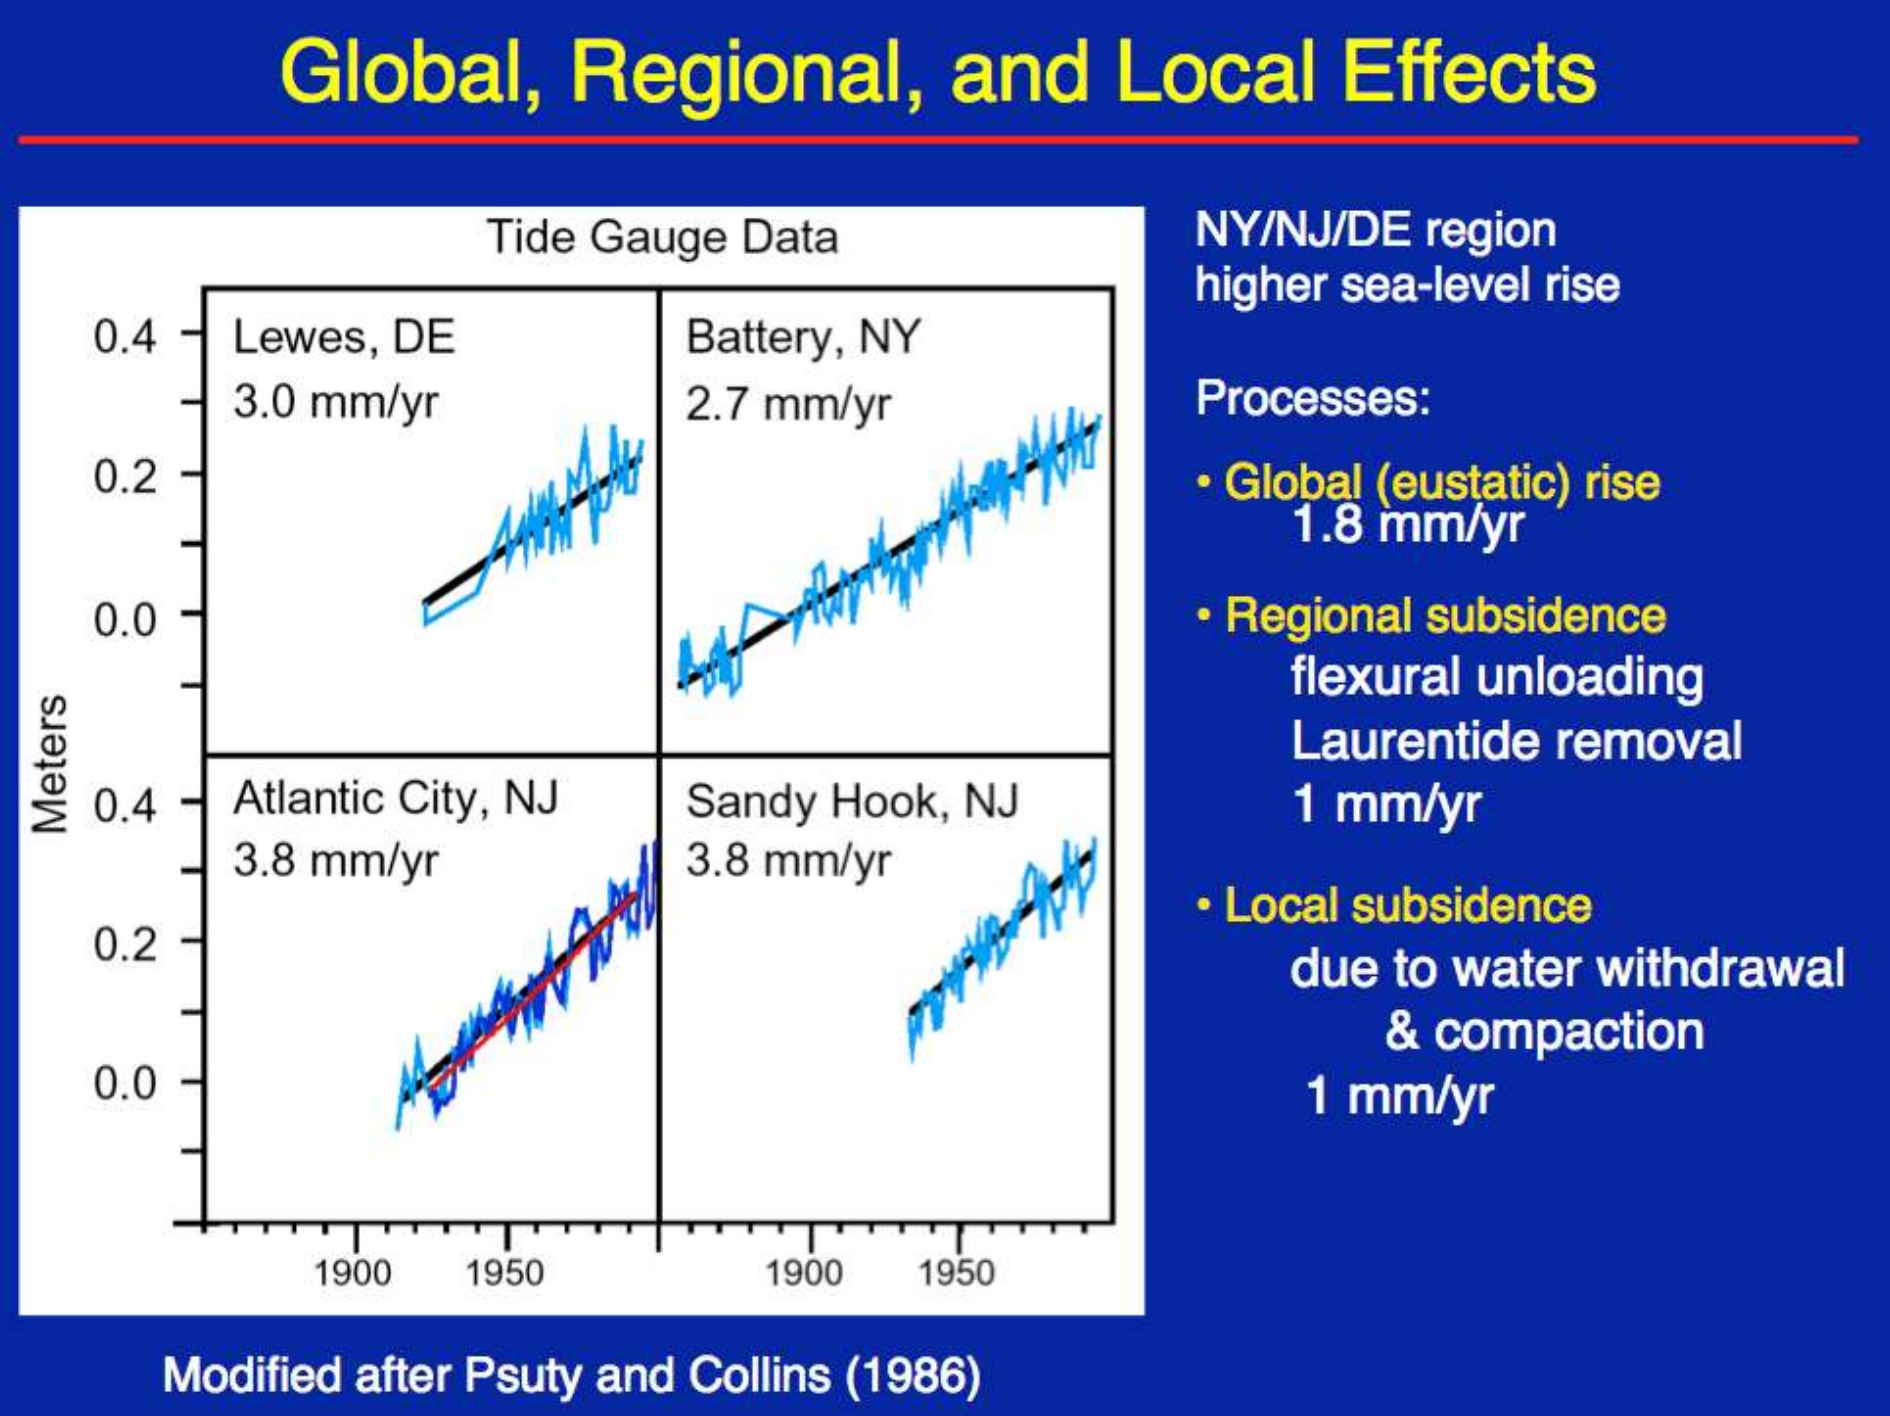 Global, Regional, and Local Effects
Tide Gauge Data
Lewes, DE
3.0 mm/yr
Battery, NY
2.7 mm/yr
0.4
0.2
0.0
Meters
Atlantic City, NJ
3.8 mm/yr
Sandy Hook, NJ
3.8 mm/yr
0.4
0.2
0.0
1900 1950 1900 1950
NY/NJ/DE region
higher sea-level rise
Processes:
• Global (eustatic) rise
1.8 mm/yr
• Regional subsidence
flexural unloading
Laurentide removal
1 mm/yr
• Local subsidence
due to water withdrawal
& compaction
1 mm/yr
Modified after Psuty and Collins (1986)